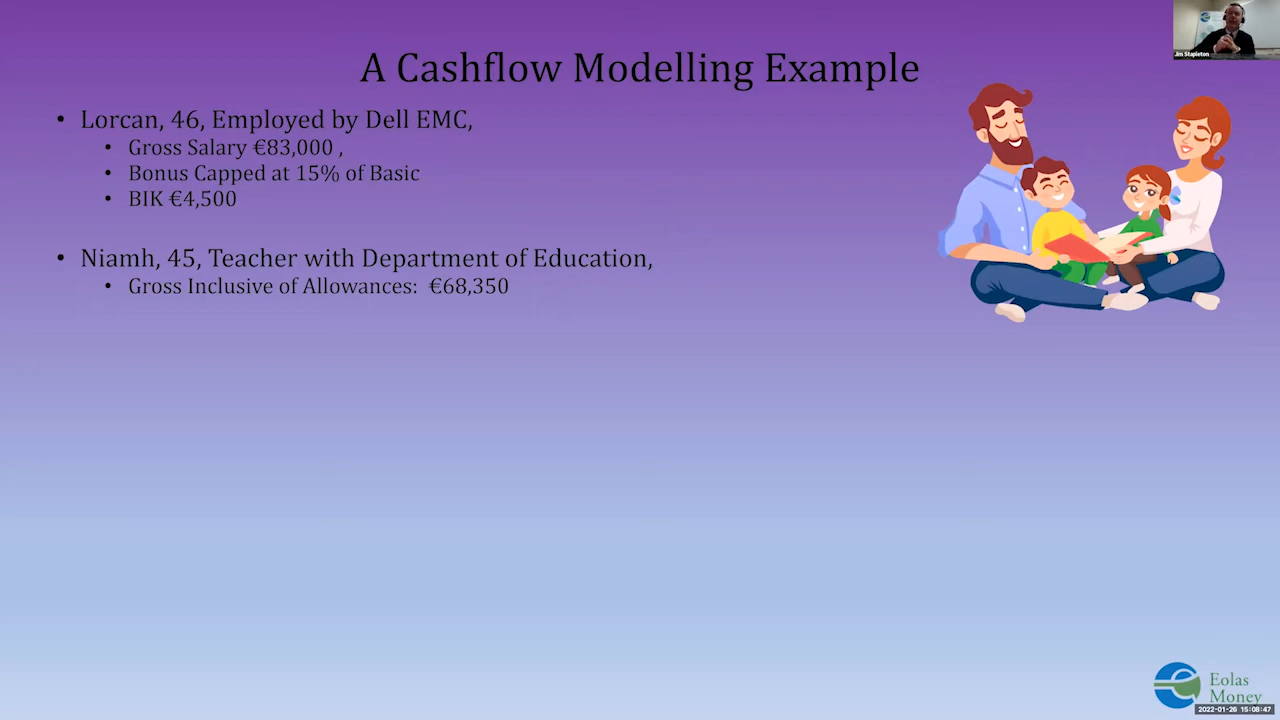 Jim Stapleton
A Cashflow Modelling Example
• Lorcan, 46, Employed by Dell EMC,
• Gross Salary €83,000 ,
• Bonus Capped at 15% of Basic
• BIK €4,500
• Niamh, 45, Teacher with Department of Education,
• Gross Inclusive of Allowances: €68,350
Eolas
Money
2022-01-26 15:08:47